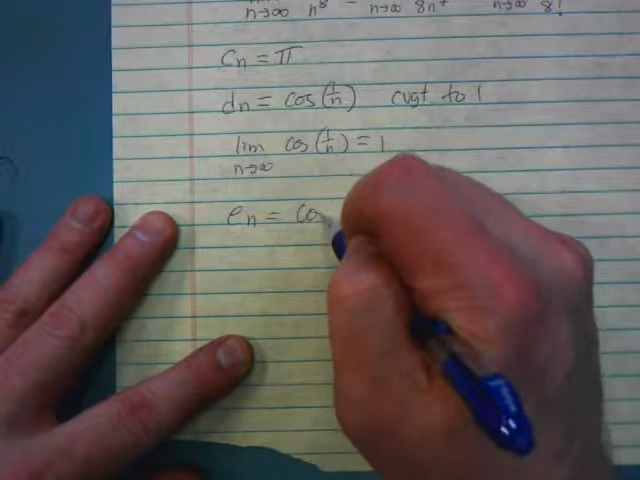 n→∞ n⁸ = n→∞ 8n⁷ n→∞ 8!
Cn = π
dn = cos(1/n) cvgt to 1
lim cos(1/n) = 1
n→∞
en = co